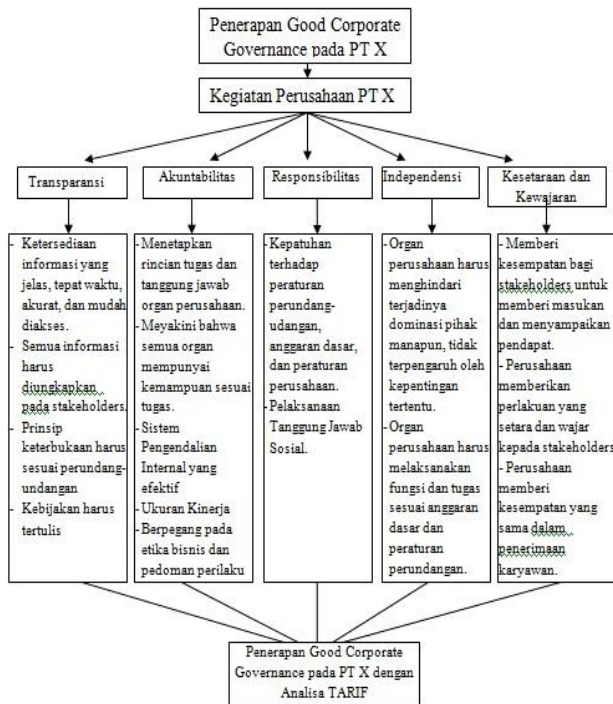 Penerapan Good Corporate
Governance pada PT X
Kegiatan Perusahaan PT X
Transparansi
Akuntabilitas
Responsibilitas
Independensi
Kesetaraan dan
Kewajaran
- Ketersediaan
informasi yang
jelas, tepat waktu,
akurat, dan mudah
diakses.
- Semua informasi
harus
diungkapkan
pada stakeholders.
- Prinsip
keterbukaan harus
sesuai perundang-
undangan
- Kebijakan harus
tertulis
- Menetapkan
rincian tugas dan
tanggung jawab
organ perusahaan.
- Meyakini bahwa
semua organ
mempunyai
kemampuan sesuai
tugas.
- Sistem
Pengendalian
Internal yang
efektif
- Ukuran Kinerja
- Berpegang pada
etika bisnis dan
pedoman perilaku
- Kepatuhan
terhadap
peraturan
perundang-
udangan,
anggaran dasar,
dan peraturan
perusahaan.
- Pelaksanaan
Tanggung Jawab
Sosial.
- Organ
perusahaan harus
menghindari
terjadinya
dominasi pihak
manapun, tidak
terpengaruh oleh
kepentingan
tertentu.
- Organ
perusahaan harus
melaksanakan
fungsi dan tugas
sesuai anggaran
dasar dan
peraturan
perundangan.
- Memberi
kesempatan bagi
stakeholders untuk
memberi masukan
dan menyampaikan
pendapat.
- Perusahaan
memberikan
perlakuan yang
setara dan wajar
kepada stakeholders
- Perusahaan
memberi
kesempatan yang
sama dalam
penerimaan
karyawan.
Penerapan Good Corporate
Governance pada PT X dengan
Analisa TARIF